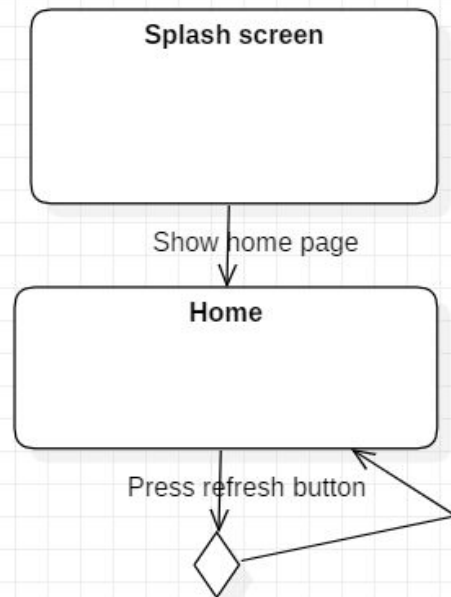 Splash screen
Show home page
Home
Press refresh button